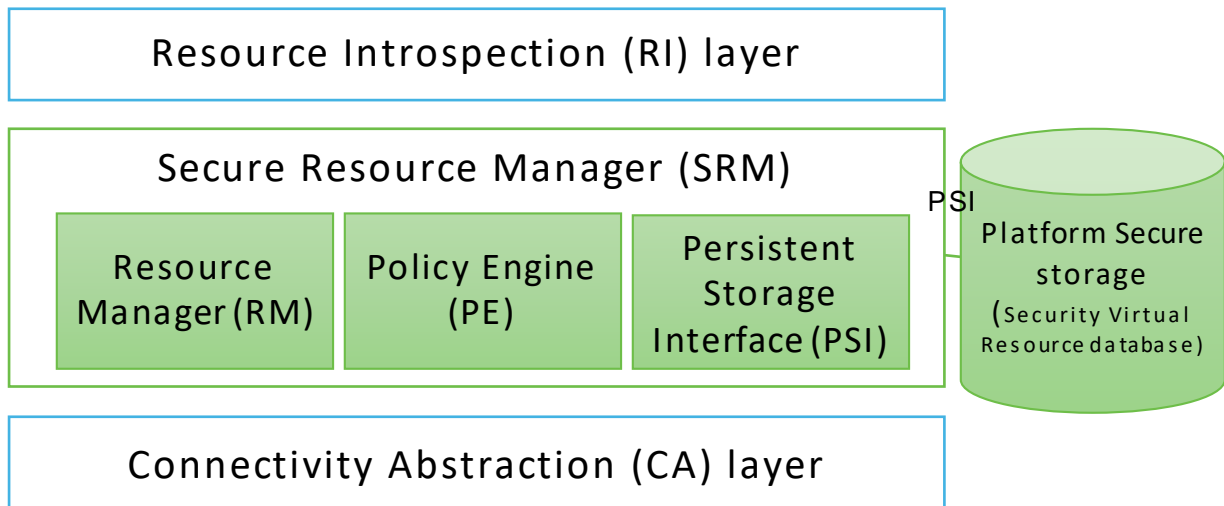 Resource Introspection (RI) layer
Secure Resource Manager (SRM)
Resource
Manager (RM)
Policy Engine
(PE)
Persistent
Storage
Interface (PSI)
PSI
Platform Secure
storage
(Security Virtual
Resource database)
Connectivity Abstraction (CA) layer